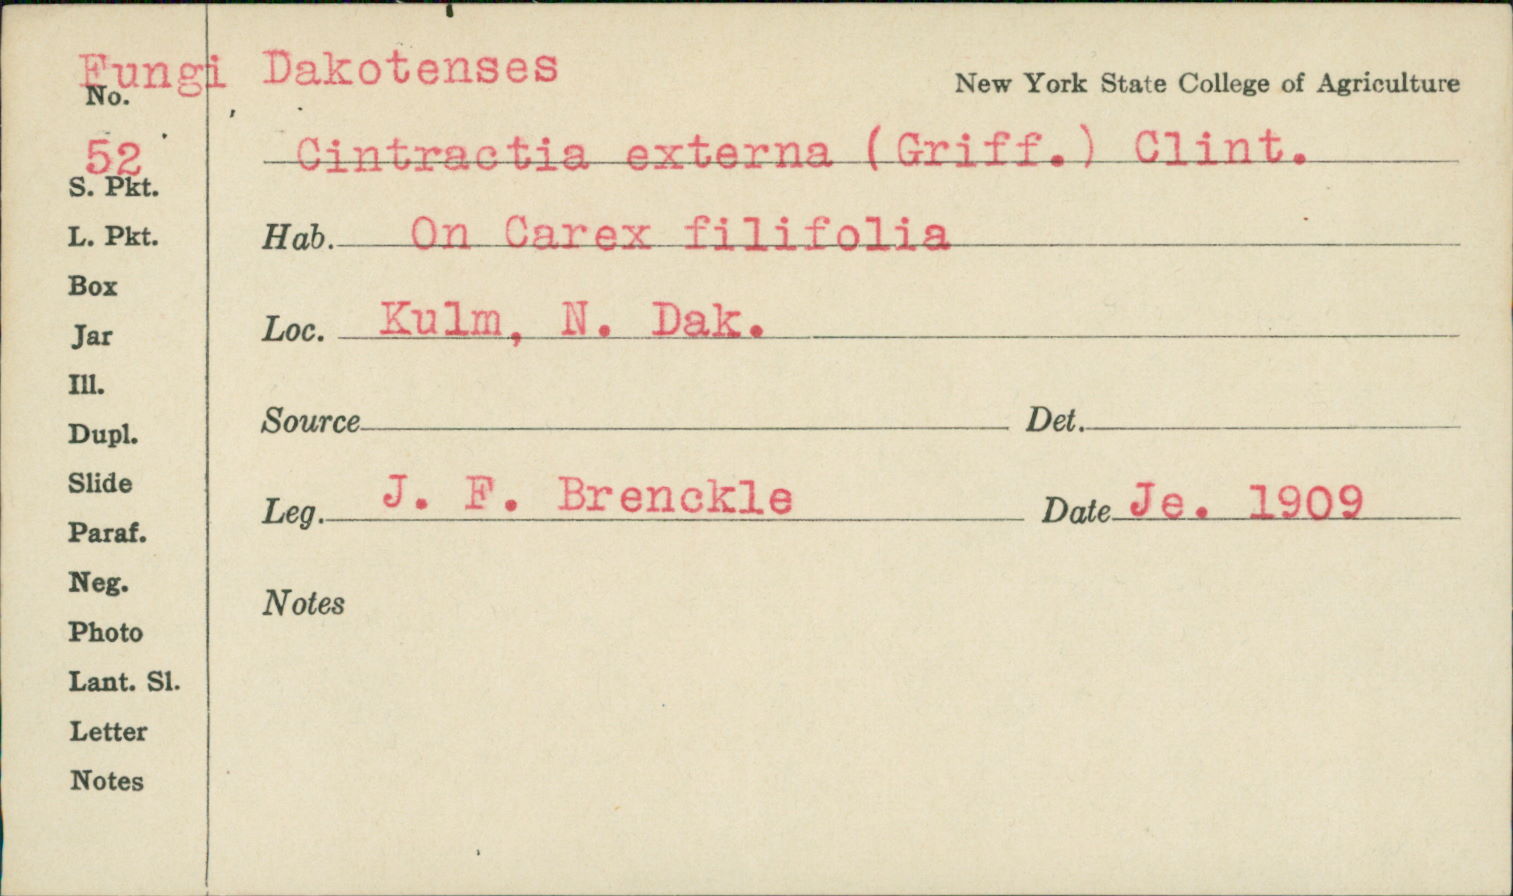 Fungi Dakotenses
New York State College of Agriculture
No.
52
Cintractia externa (Griff.) Clint.
S. Pkt.
L. Pkt.
Hab. On Carex filifolia
Box
Jar
Loc. Kulm, N. Dak.
Ill.
Dupl.
Source Det.
Slide
Leg. J. F. Brenckle Date Je. 1909
Paraf.
Neg.
Notes
Photo
Lant. Sl.
Letter
Notes